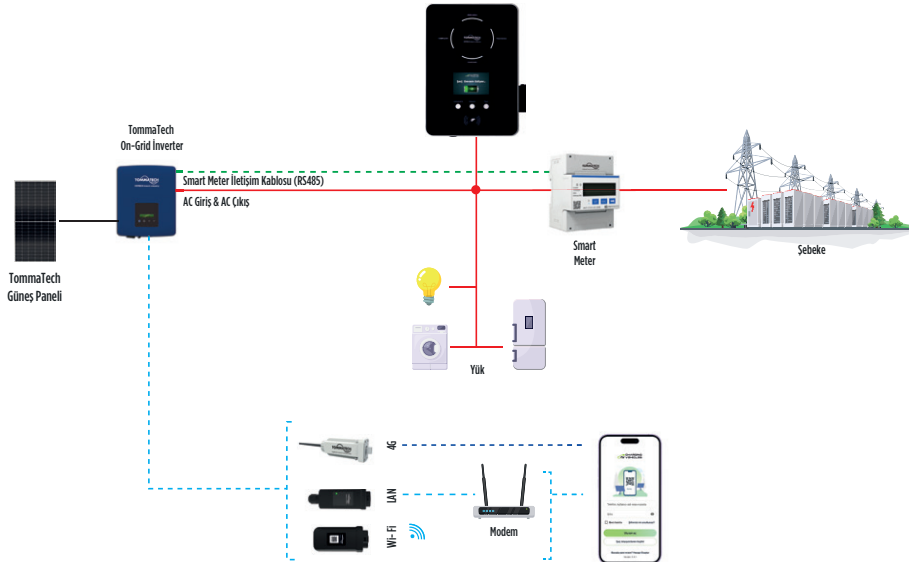 TommaTech
On-Grid İnverter
TOMMATECH
Smart Meter İletişim Kablosu (RS485)
AC Giriş & AC Çıkış
TommaTech
Güneş Paneli
Smart
Meter
Şebeke
Yük
4G
LAN
Wi-Fi
Modem